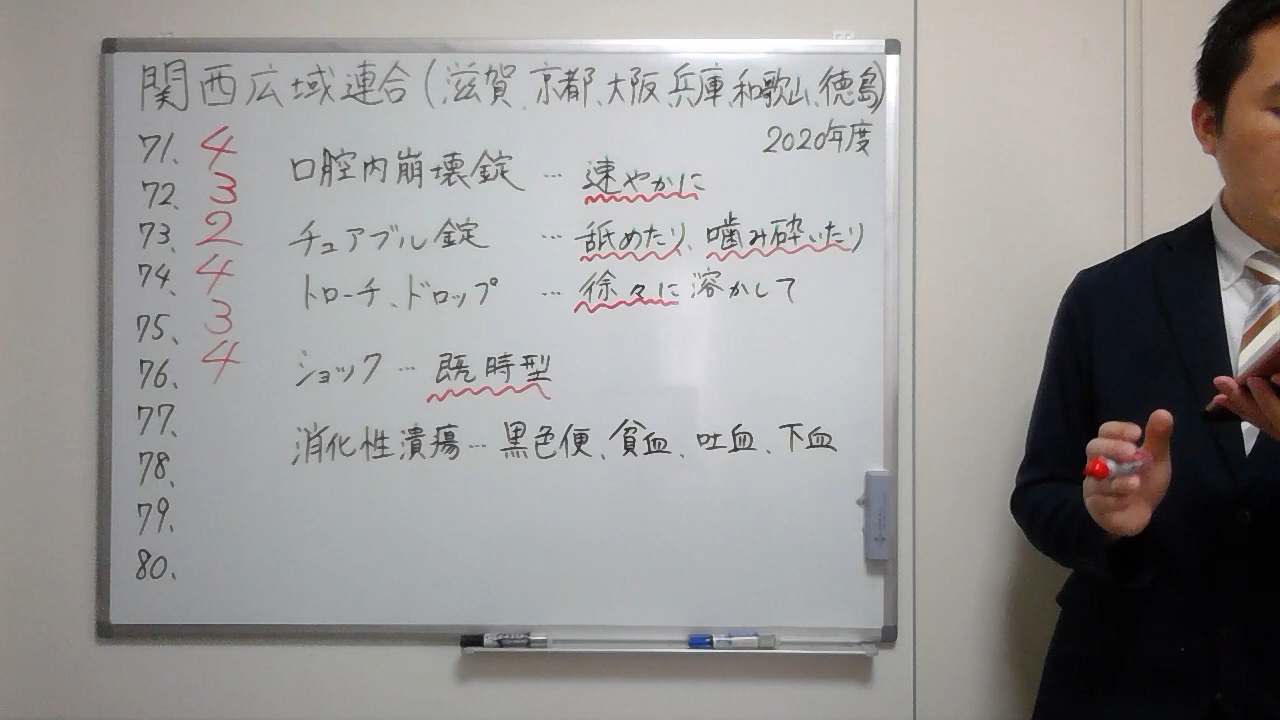 関西広域連合(滋賀、京都、大阪、兵庫、和歌山、徳島)
2020年度
71. 4
72. 3
73. 2
74. 4
75. 3
76. 4
77.
78.
79.
80.
口腔内崩壊錠 … 速やかに
チュアブル錠 … 舐めたり、噛み砕いたり
トローチ、ドロップ … 徐々に溶かして
ショック … 既時型
消化性潰瘍 … 黒色便、貧血、吐血、下血